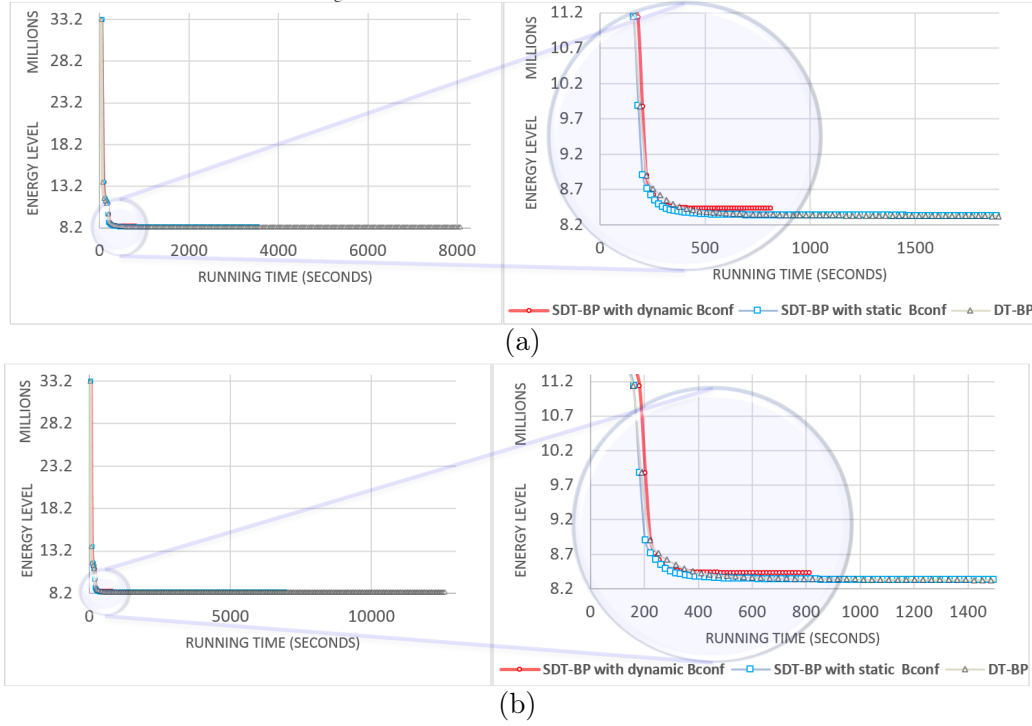 MILLIONS
ENERGY LEVEL
33.2
28.2
23.2
18.2
13.2
8.2
0 2000 4000 6000 8000
RUNNING TIME (SECONDS)
MILLIONS
ENERGY LEVEL
11.2
10.7
10.2
9.7
9.2
8.7
8.2
0 500 1000 1500
RUNNING TIME (SECONDS)
SDT-BP with dynamic Bconf SDT-BP with static Bconf DT-BP
(a)
MILLIONS
ENERGY LEVEL
33.2
28.2
23.2
18.2
13.2
8.2
0 5000 10000
RUNNING TIME (SECONDS)
MILLIONS
ENERGY LEVEL
11.2
10.7
10.2
9.7
9.2
8.7
8.2
0 200 400 600 800 1000 1200 1400
RUNNING TIME (SECONDS)
SDT-BP with dynamic Bconf SDT-BP with static Bconf DT-BP
(b)